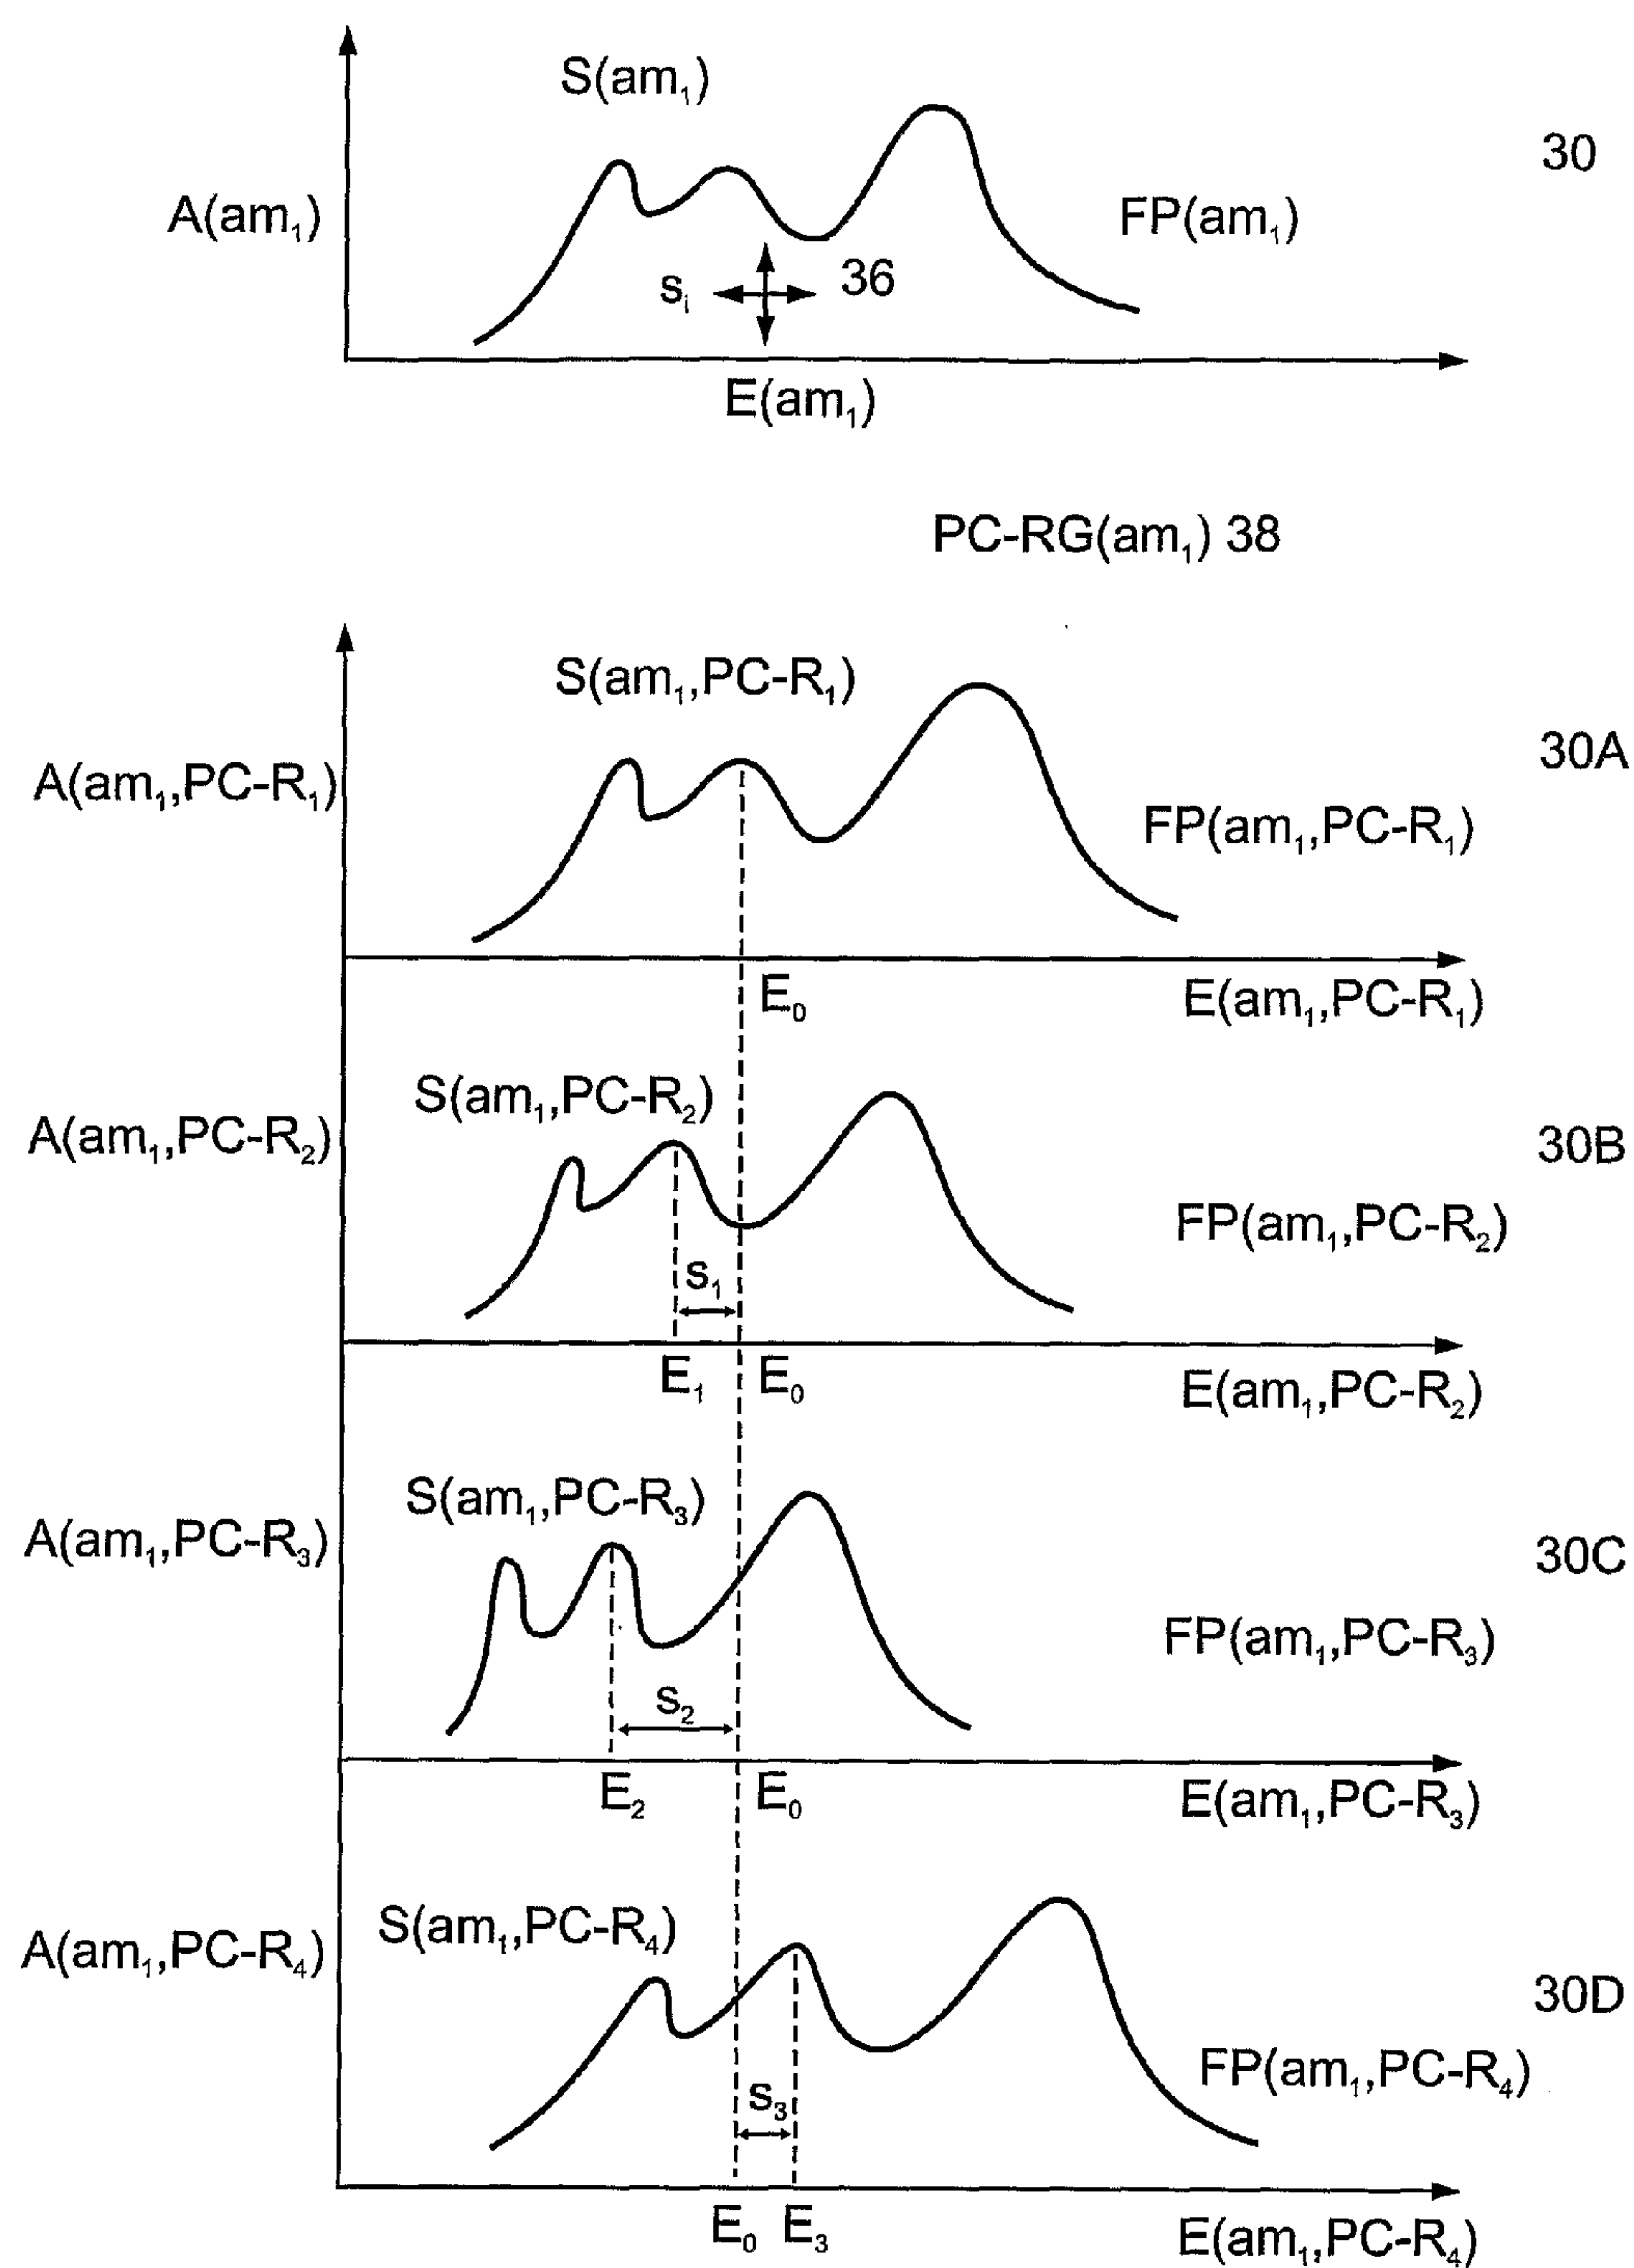 S(am₁)
30
A(am₁)
FP(am₁)
sᵢ
36
E(am₁)
PC-RG(am₁) 38
S(am₁,PC-R₁)
30A
A(am₁,PC-R₁)
FP(am₁,PC-R₁)
E₀
E(am₁,PC-R₁)
S(am₁,PC-R₂)
A(am₁,PC-R₂)
30B
FP(am₁,PC-R₂)
s₁
E₁
E₀
E(am₁,PC-R₂)
S(am₁,PC-R₃)
A(am₁,PC-R₃)
30C
FP(am₁,PC-R₃)
s₂
E₂
E₀
E(am₁,PC-R₃)
S(am₁,PC-R₄)
A(am₁,PC-R₄)
30D
FP(am₁,PC-R₄)
s₃
E₀
E₃
E(am₁,PC-R₄)